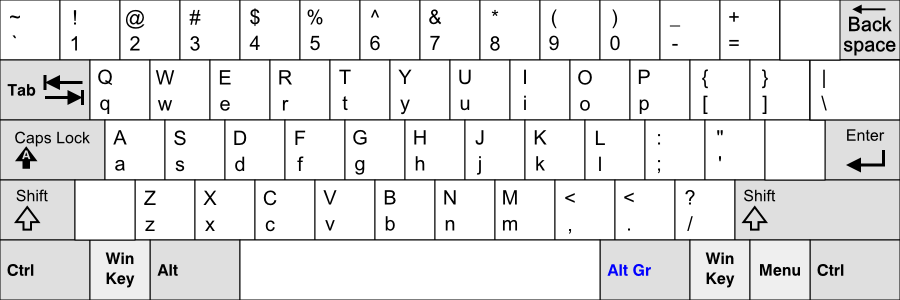 ~ ! @ # $ % ^ & * ( ) _ + Back
` 1 2 3 4 5 6 7 8 9 0 - = space
Tab Q W E R T Y U I O P { } |
q w e r t y u i o p [ ] \
Caps Lock A S D F G H J K L : " Enter
A a s d f g h j k l ; '
Shift Z X C V B N M < < ? Shift
z x c v b n m , . /
Ctrl Win Key Alt Alt Gr Win Key Menu Ctrl